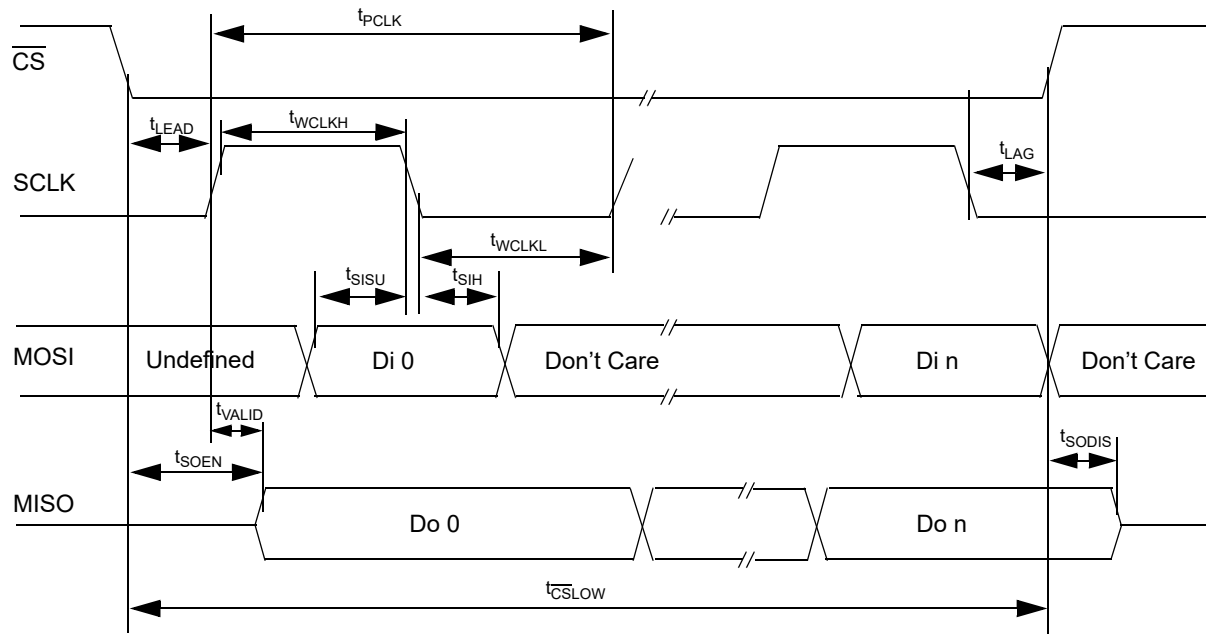 tPCLK
CS
tLEAD
tWCLKH
tLAG
SCLK
tWCLKL
tSISU
tSIH
MOSI
Undefined
Di 0
Don't Care
Di n
Don't Care
tVALID
tSOEN
tSODIS
MISO
Do 0
Do n
tCSLOW